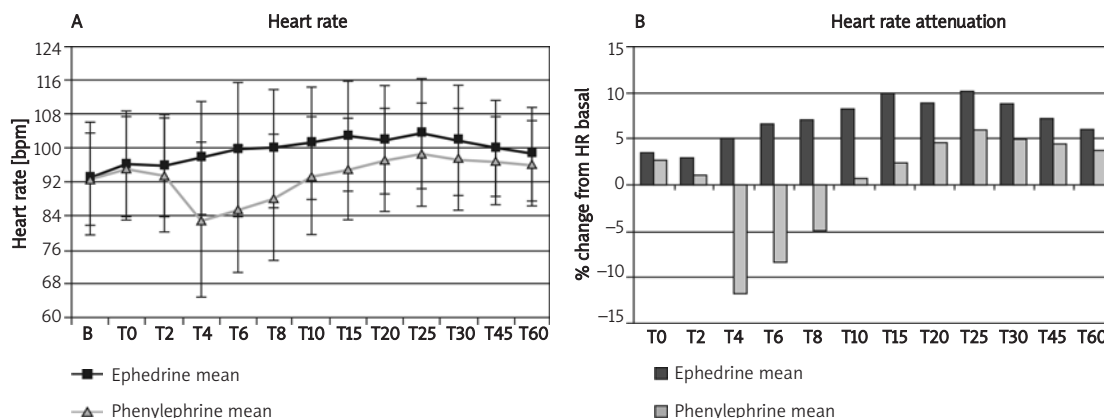 A Heart rate
Heart rate [bpm]
124
116
108
100
92
84
76
68
60
B T0 T2 T4 T6 T8 T10 T15 T20 T25 T30 T45 T60
Ephedrine mean
Phenylephrine mean
B Heart rate attenuation
% change from HR basal
15
10
5
0
−5
−10
−15
T0 T2 T4 T6 T8 T10 T15 T20 T25 T30 T45 T60
Ephedrine mean
Phenylephrine mean